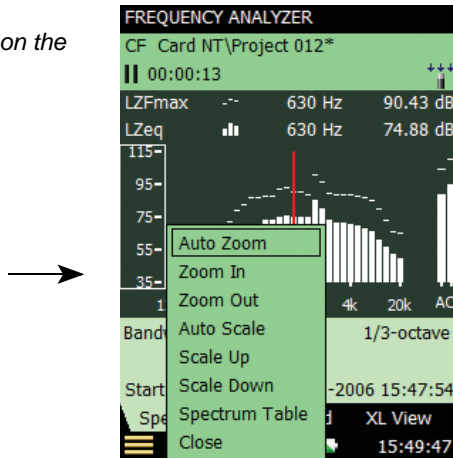 on the
FREQUENCY ANALYZER
CF Card NT\Project 012*
00:00:13
LZFmax 630 Hz 90.43 dB
LZeq 630 Hz 74.88 dB
115
95
75
55
35
4k 20k AC
Auto Zoom
Zoom In
Zoom Out
Auto Scale
Scale Up
Scale Down
Spectrum Table
Close
Bandw 1/3-octave
Start -2006 15:47:54
Spe d XL View
15:49:47